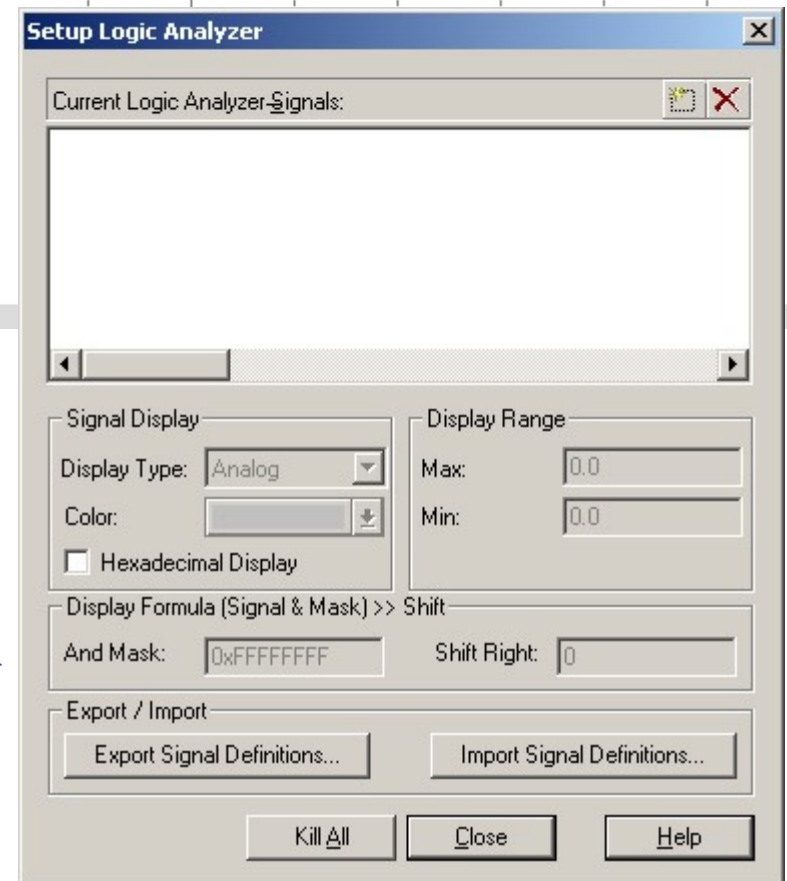 Setup Logic Analyzer
Current Logic Analyzer Signals:
Signal Display
Display Range
Display Type: Analog
Max: 0.0
Color:
Min: 0.0
Hexadecimal Display
Display Formula (Signal & Mask) >> Shift
And Mask: 0xFFFFFFFF
Shift Right: 0
Export / Import
Export Signal Definitions...
Import Signal Definitions...
Kill All
Close
Help